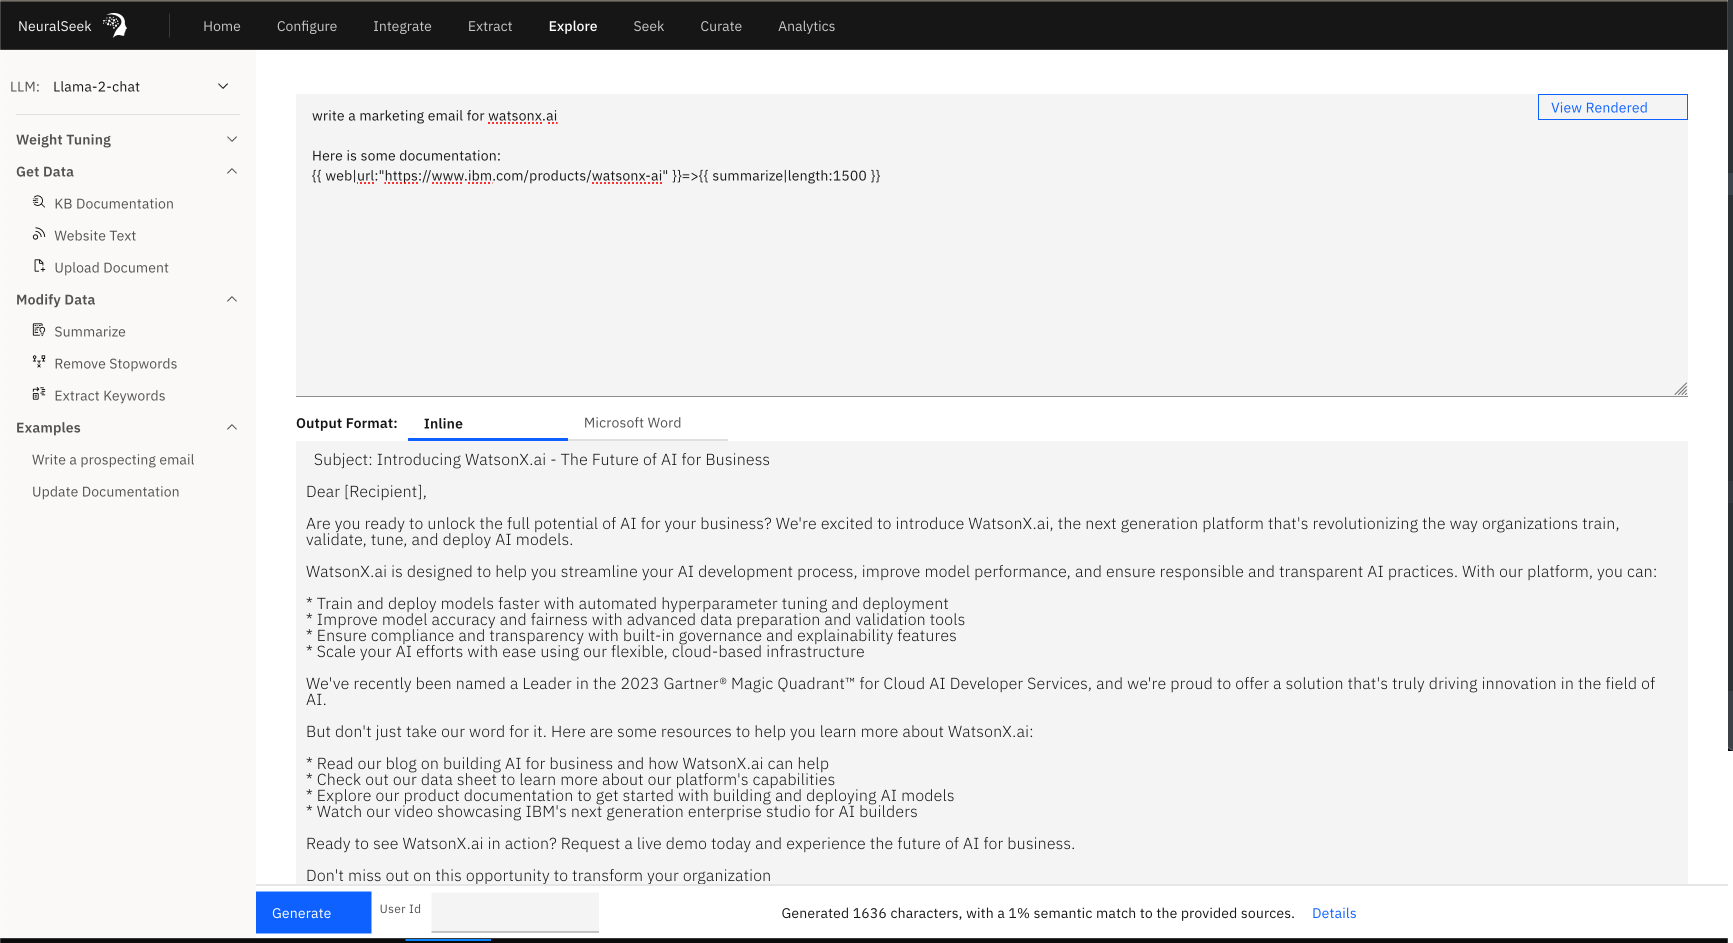 NeuralSeek
Home Configure Integrate Extract Explore Seek Curate Analytics
LLM: Llama-2-chat
Weight Tuning
Get Data
KB Documentation
Website Text
Upload Document
Modify Data
Summarize
Remove Stopwords
Extract Keywords
Examples
Write a prospecting email
Update Documentation
View Rendered
write a marketing email for watsonx.ai
Here is some documentation:
{{ web|url:"https://www.ibm.com/products/watsonx-ai" }}=>{{ summarize|length:1500 }}
Output Format: Inline Microsoft Word
Subject: Introducing WatsonX.ai - The Future of AI for Business
Dear [Recipient],
Are you ready to unlock the full potential of AI for your business? We're excited to introduce WatsonX.ai, the next generation platform that's revolutionizing the way organizations train,
validate, tune, and deploy AI models.
WatsonX.ai is designed to help you streamline your AI development process, improve model performance, and ensure responsible and transparent AI practices. With our platform, you can:
* Train and deploy models faster with automated hyperparameter tuning and deployment
* Improve model accuracy and fairness with advanced data preparation and validation tools
* Ensure compliance and transparency with built-in governance and explainability features
* Scale your AI efforts with ease using our flexible, cloud-based infrastructure
We've recently been named a Leader in the 2023 Gartner® Magic Quadrant™ for Cloud AI Developer Services, and we're proud to offer a solution that's truly driving innovation in the field of
AI.
But don't just take our word for it. Here are some resources to help you learn more about WatsonX.ai:
* Read our blog on building AI for business and how WatsonX.ai can help
* Check out our data sheet to learn more about our platform's capabilities
* Explore our product documentation to get started with building and deploying AI models
* Watch our video showcasing IBM's next generation enterprise studio for AI builders
Ready to see WatsonX.ai in action? Request a live demo today and experience the future of AI for business.
Don't miss out on this opportunity to transform your organization
Generate User Id Generated 1636 characters, with a 1% semantic match to the provided sources. Details